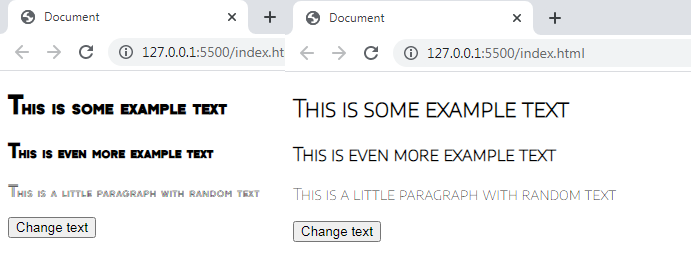 Document
127.0.0.1:5500/index.ht
This is some example text
This is even more example text
This is a little paragraph with random text
Change text
Document
127.0.0.1:5500/index.html
This is some example text
This is even more example text
This is a little paragraph with random text
Change text